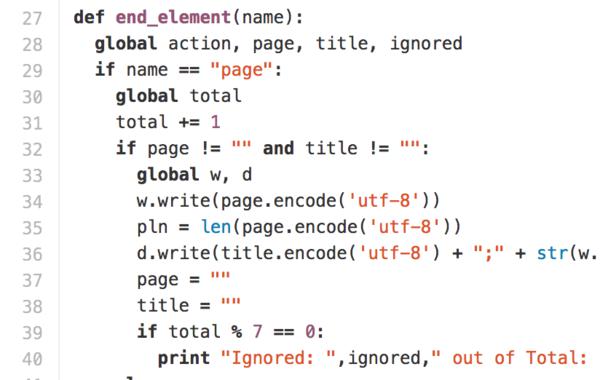 27 def end_element(name):
28   global action, page, title, ignored
29   if name == "page":
30     global total
31     total += 1
32     if page != "" and title != "":
33       global w, d
34       w.write(page.encode('utf-8'))
35       pln = len(page.encode('utf-8'))
36       d.write(title.encode('utf-8') + ";" + str(w.
37       page = ""
38       title = ""
39       if total % 7 == 0:
40         print "Ignored: ",ignored," out of Total: